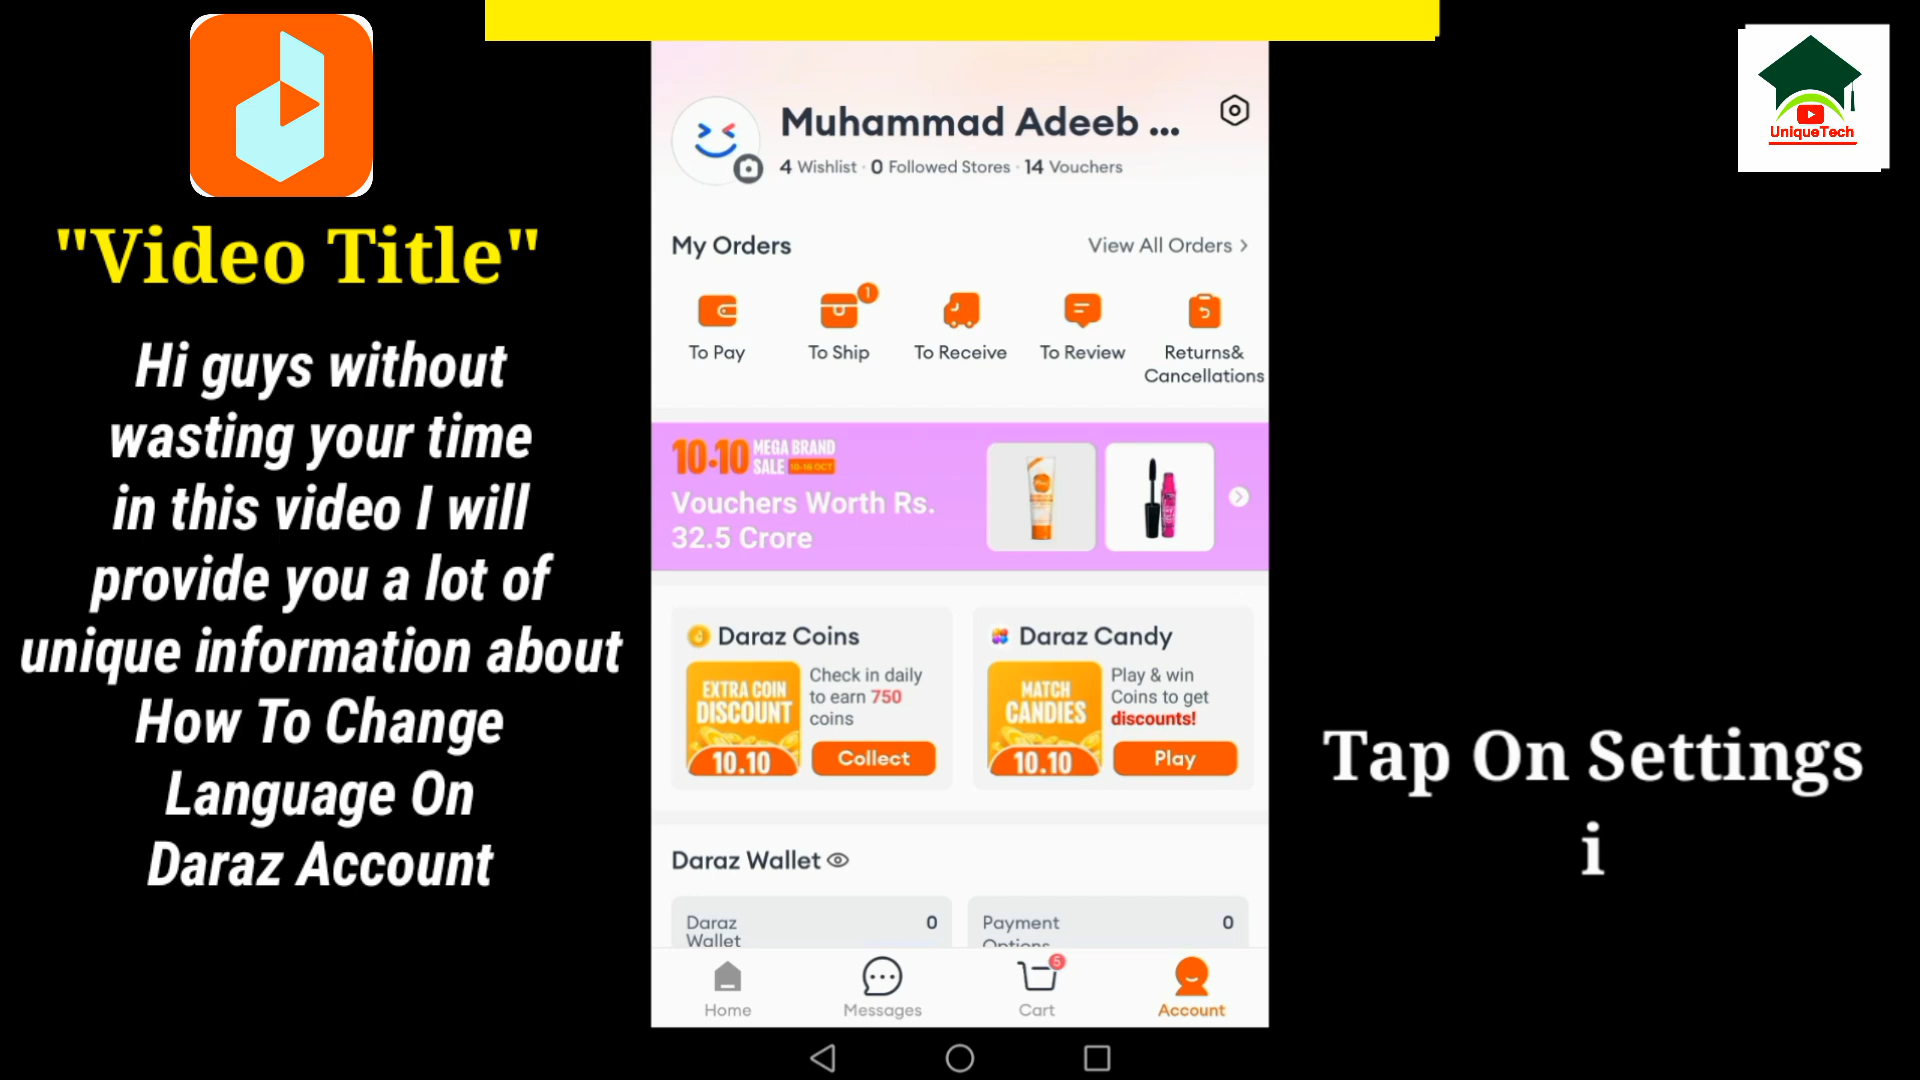 "Video Title"
Hi guys without
wasting your time
in this video I will
provide you a lot of
unique information about
How To Change
Language On
Daraz Account
Muhammad Adeeb ...
4 Wishlist · 0 Followed Stores · 14 Vouchers
My Orders
View All Orders >
1
To Pay
To Ship
To Receive
To Review
Returns&
Cancellations
10.10 MEGA BRAND
SALE 10-16 OCT
Vouchers Worth Rs.
32.5 Crore
Daraz Coins
EXTRA COIN
DISCOUNT
10.10
Check in daily
to earn 750
coins
Collect
Daraz Candy
MATCH
CANDIES
10.10
Play & win
Coins to get
discounts!
Play
Daraz Wallet
Daraz
Wallet
0
Payment
Options
0
Home
Messages
5
Cart
Account
UniqueTech
Tap On Settings
i